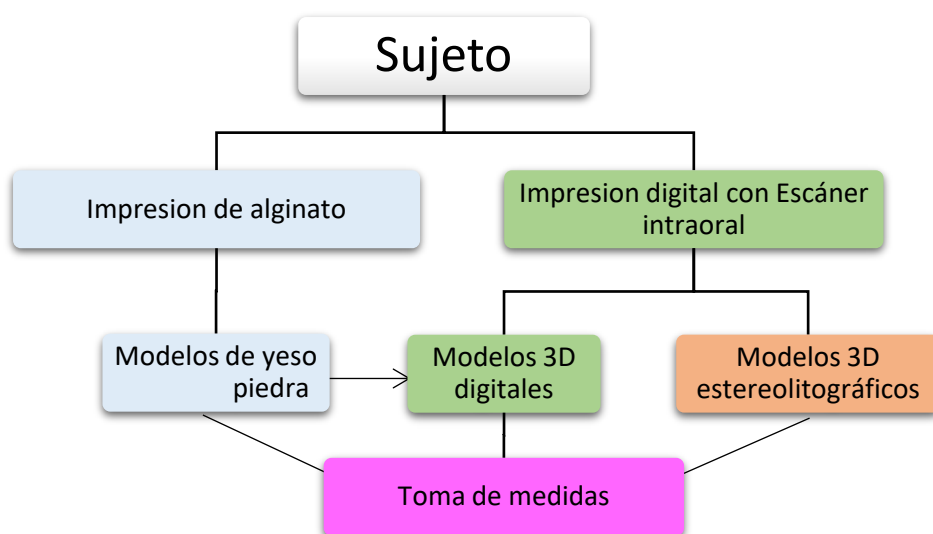 Sujeto
Impresion de alginato
Impresion digital con Escáner
intraoral
Modelos de yeso
piedra
Modelos 3D
digitales
Modelos 3D
estereolitográficos
Toma de medidas